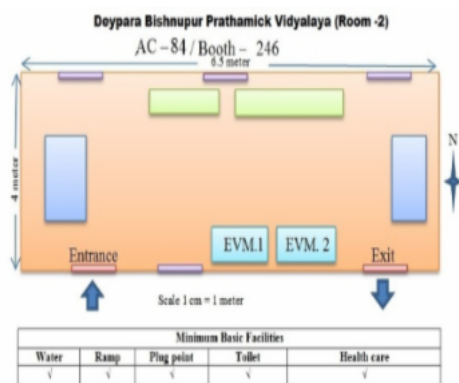 Deypara Bishnupur Prathamick Vidyalaya (Room -2)
AC - 84 / Booth - 246
6.5 meter
4 meter
N
EVM.1 EVM. 2
Entrance Exit
Scale 1 cm = 1 meter
Minimum Basic Facilities
Water Ramp Plug point Toilet Health care
√ √ √ √ √